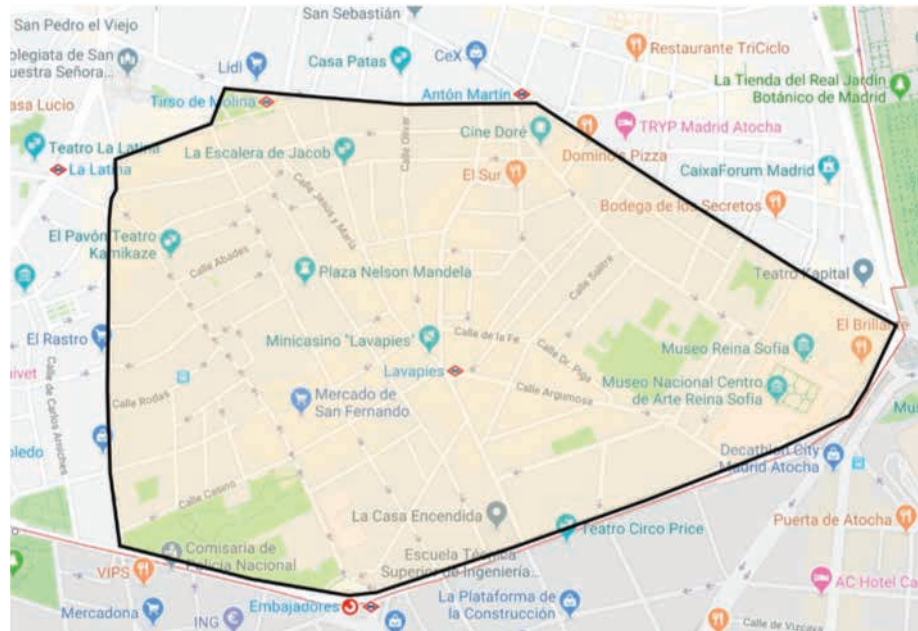 San Pedro el Viejo
San Sebastián
CeX
Restaurante TriCiclo
olegiata de San
uestra Señora...
Lidl
Casa Patas
La Tienda del Real Jardín
Botánico de Madrid
asa Lucio
Tirso de Molina
Antón Martín
TRYP Madrid Atocha
Teatro La Latina
La Latina
La Escalera de Jacob
Calle Oliver
Cine Doré
Domino's Pizza
El Sur
CaixaForum Madrid
Calle Jesús y María
Bodega de los Secretos
El Pavón Teatro
Kamikaze
Calle Abades
Plaza Nelson Mandela
Calle Salitre
Teatro Kapital
El Rastro
Minicasino "Lavapies"
Calle de la Fe
El Brillante
Museo Reina Sofía
nivet
Lavapies
Calle Dr. Piga
Calle de Carlos Arniches
Calle Rodas
Mercado de
San Fernando
Calle Argumosa
Museo Nacional Centro
de Arte Reina Sofía
Mus
oledo
Decathlon City
Madrid Atocha
Calle Casino
La Casa Encendida
Teatro Circo Price
Puerta de Atocha
Comisaría de
Policía Nacional
Escuela Técnica
Superior de Ingeniería...
VIPS
AC Hotel Ca
Mercadona
Embajadores
La Plataforma de
la Construcción
ING
Calle de Vizcaya